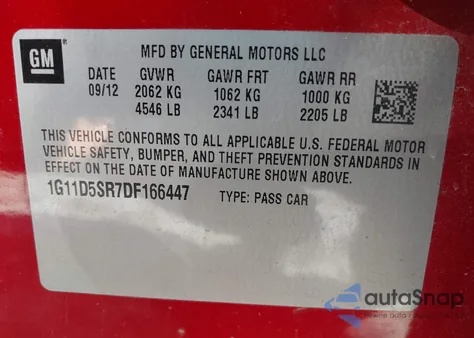 GM
MFD BY GENERAL MOTORS LLC
DATE GVWR GAWR FRT GAWR RR
09/12 2062 KG 1062 KG 1000 KG
4546 LB 2341 LB 2205 LB
THIS VEHICLE CONFORMS TO ALL APPLICABLE U.S. FEDERAL MOTOR
VEHICLE SAFETY, BUMPER, AND THEFT PREVENTION STANDARDS IN
EFFECT ON THE DATE OF MANUFACTURE SHOWN ABOVE.
1G11D5SR7DF166447 TYPE: PASS CAR
autoSnap